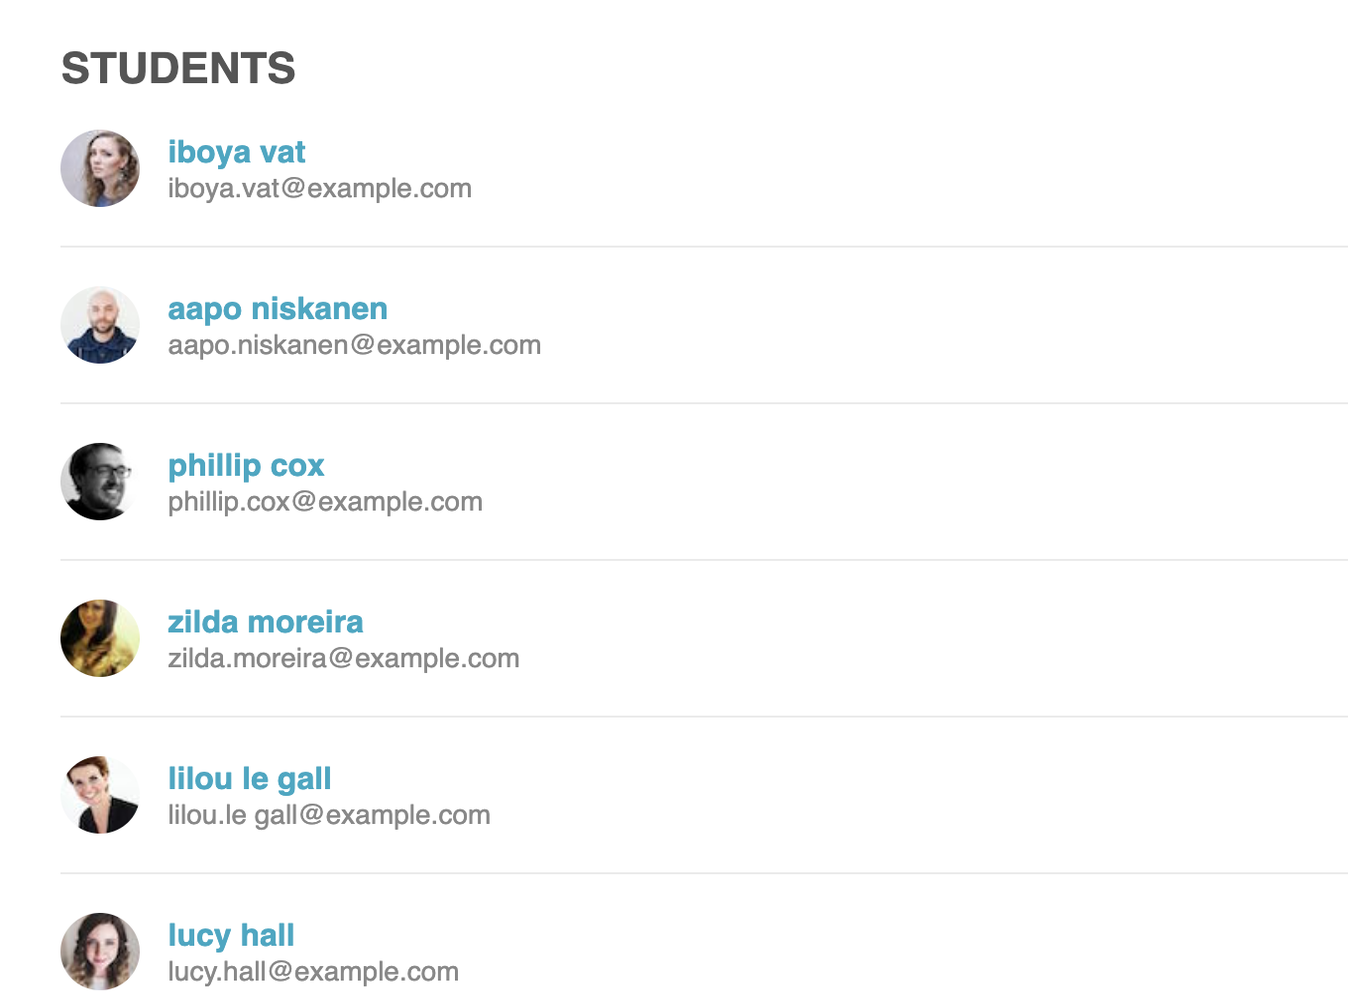 STUDENTS
iboya vat
iboya.vat@example.com
aapo niskanen
aapo.niskanen@example.com
phillip cox
phillip.cox@example.com
zilda moreira
zilda.moreira@example.com
lilou le gall
lilou.le gall@example.com
lucy hall
lucy.hall@example.com